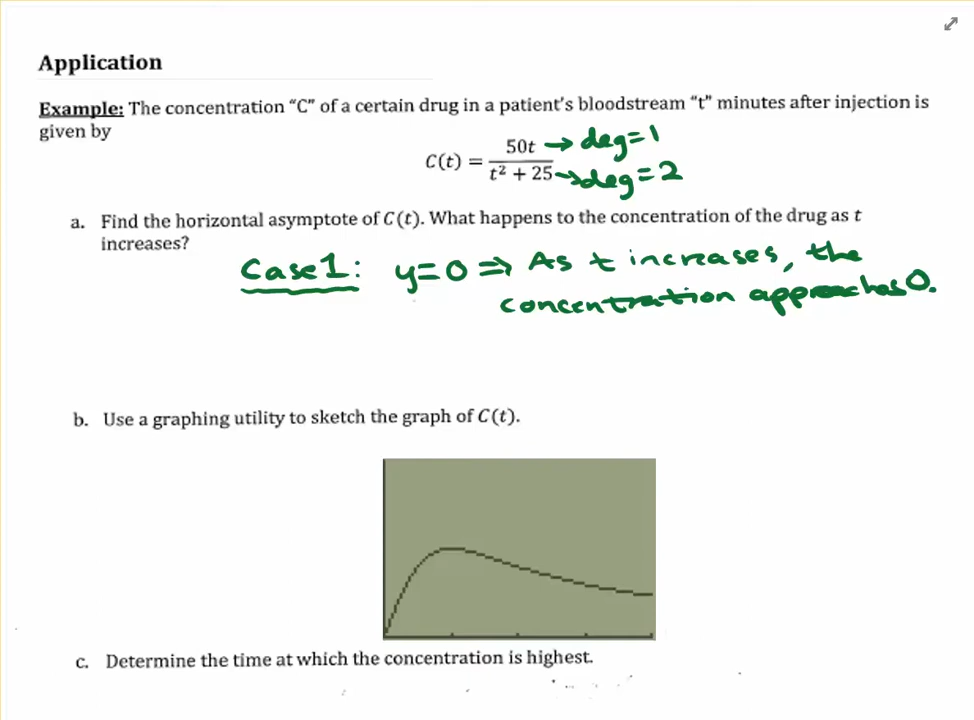 Application
Example: The concentration "C" of a certain drug in a patient's bloodstream "t" minutes after injection is
given by
C(t) = 50t / (t² + 25)
→ deg=1
→ deg=2
a. Find the horizontal asymptote of C(t). What happens to the concentration of the drug as t
increases?
Case 1: y=0 ⇒ As t increases, the
concentration approaches 0.
b. Use a graphing utility to sketch the graph of C(t).
c. Determine the time at which the concentration is highest.